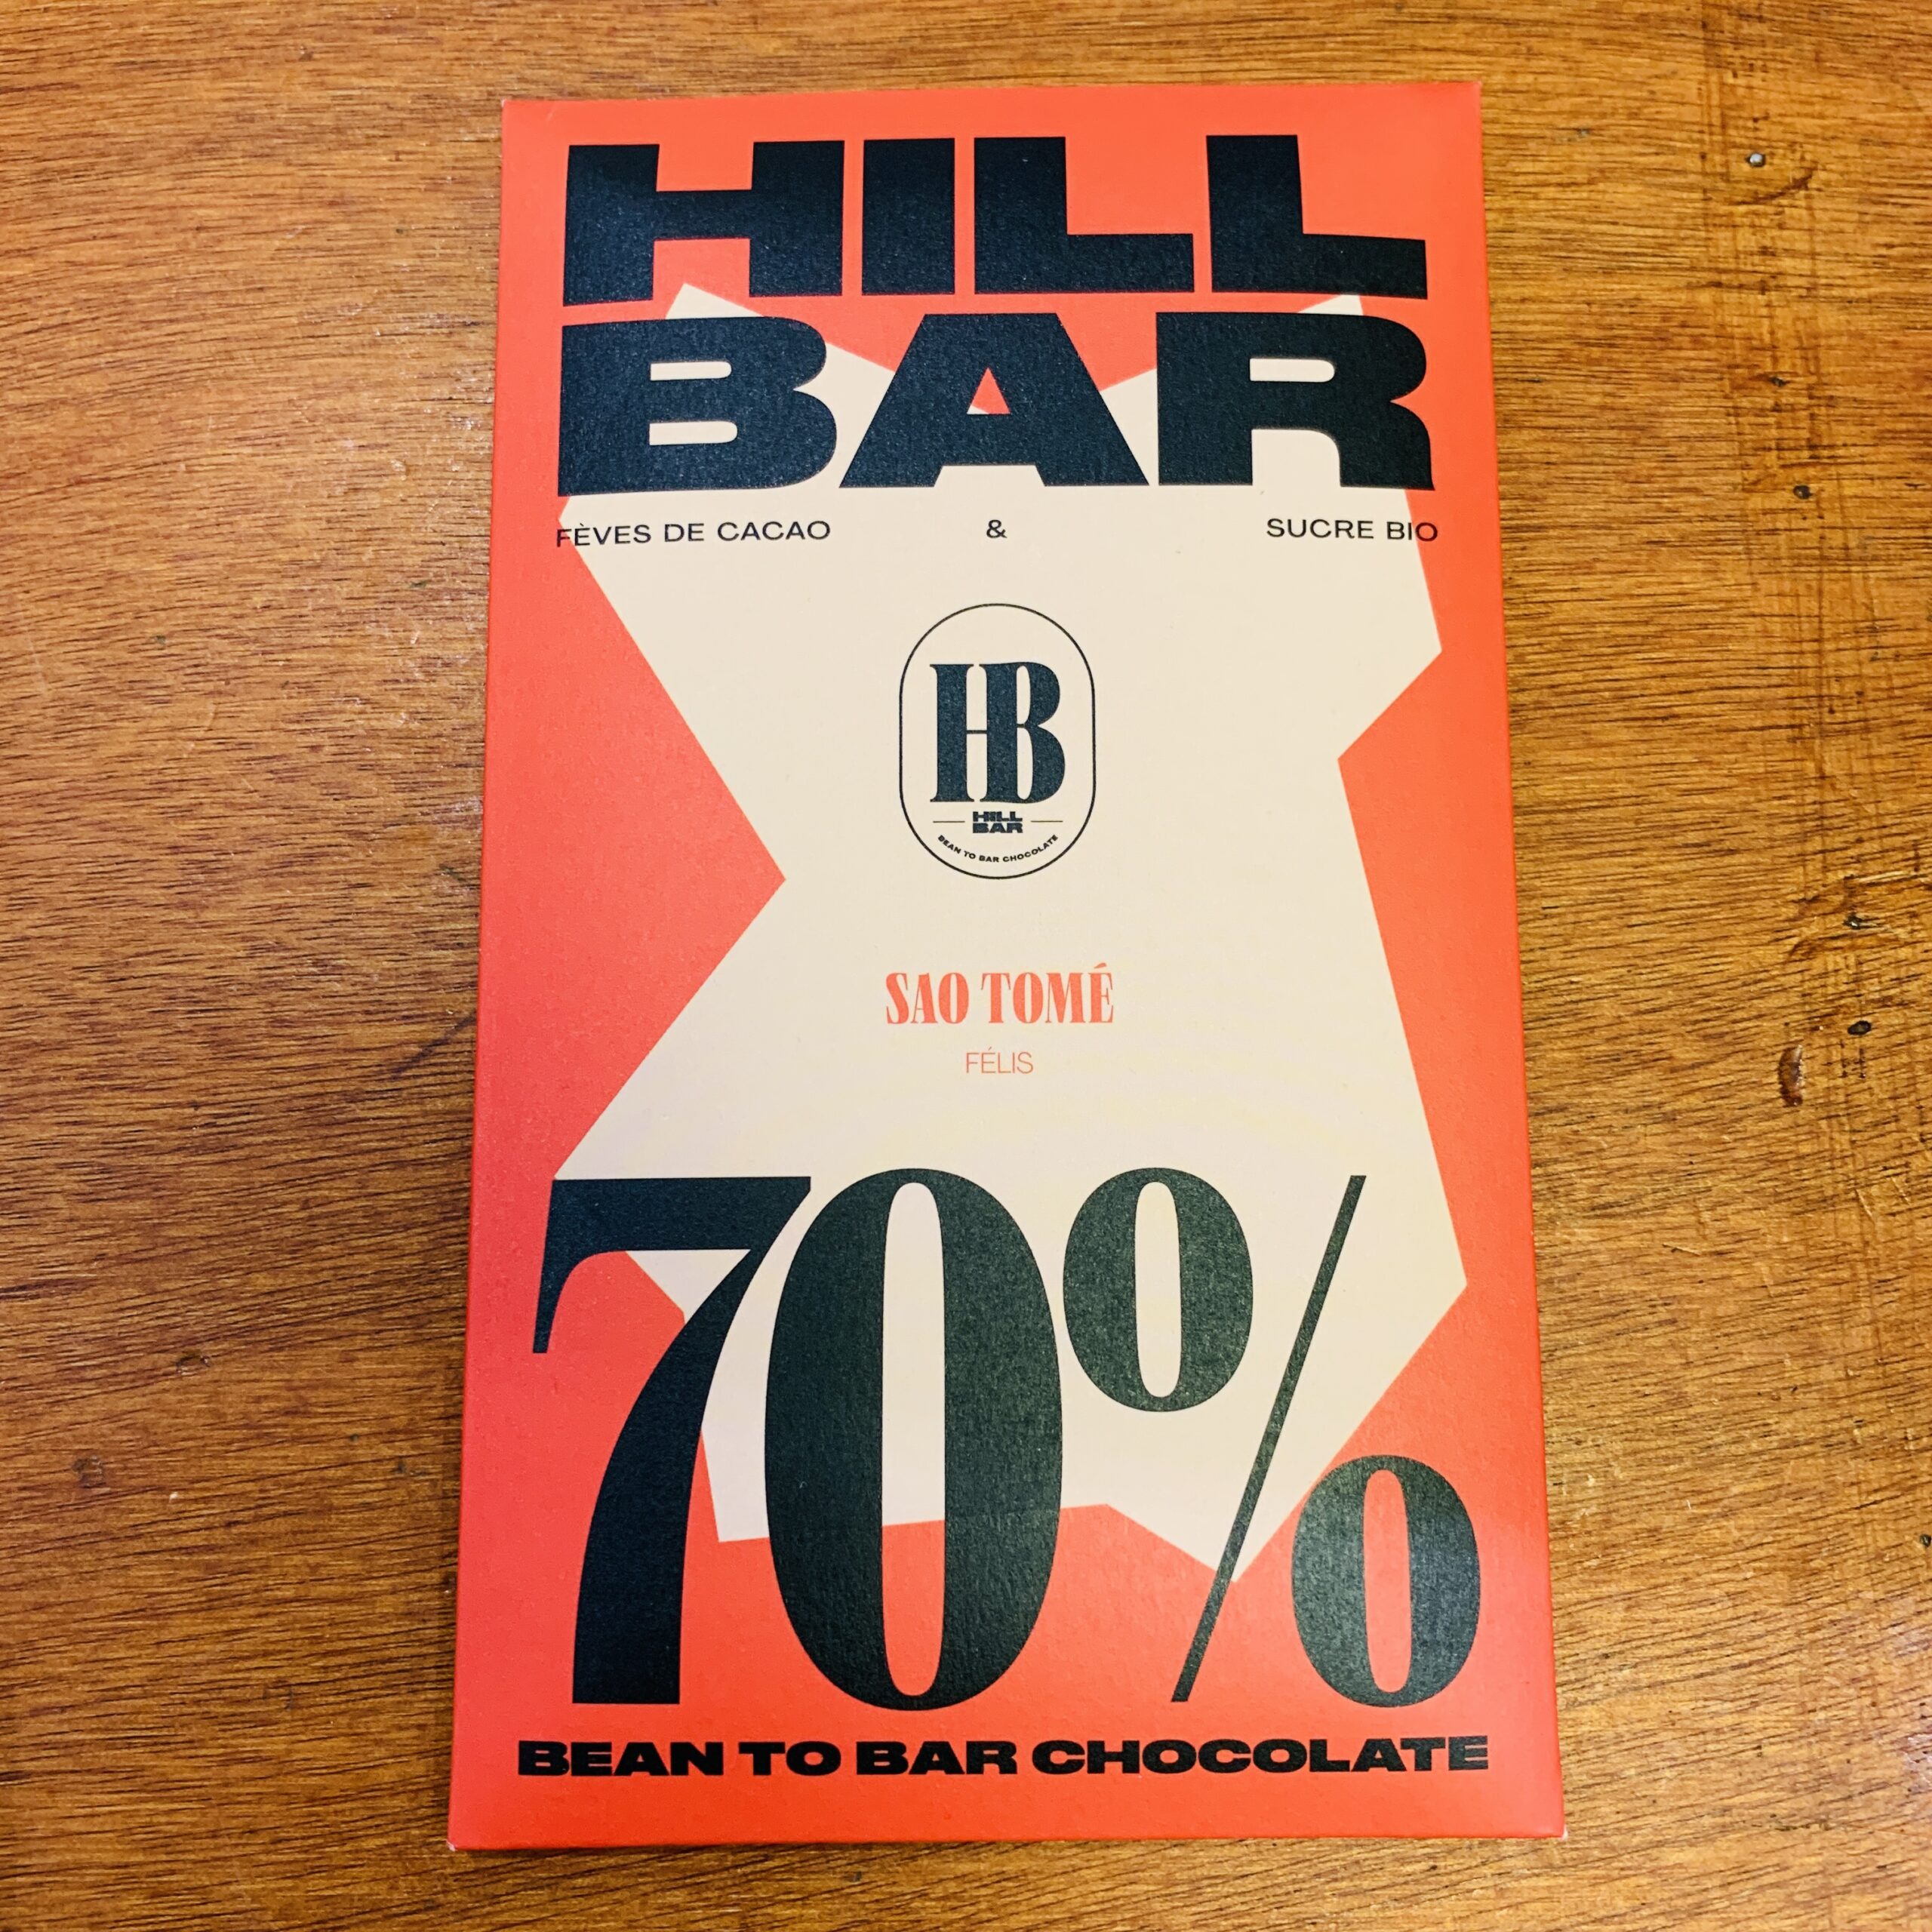 HILL
BAR
FÈVES DE CACAO & SUCRE BIO
HB
HILL
BAR
BEAN TO BAR CHOCOLATE
SAO TOMÉ
FÉLIS
70%
BEAN TO BAR CHOCOLATE